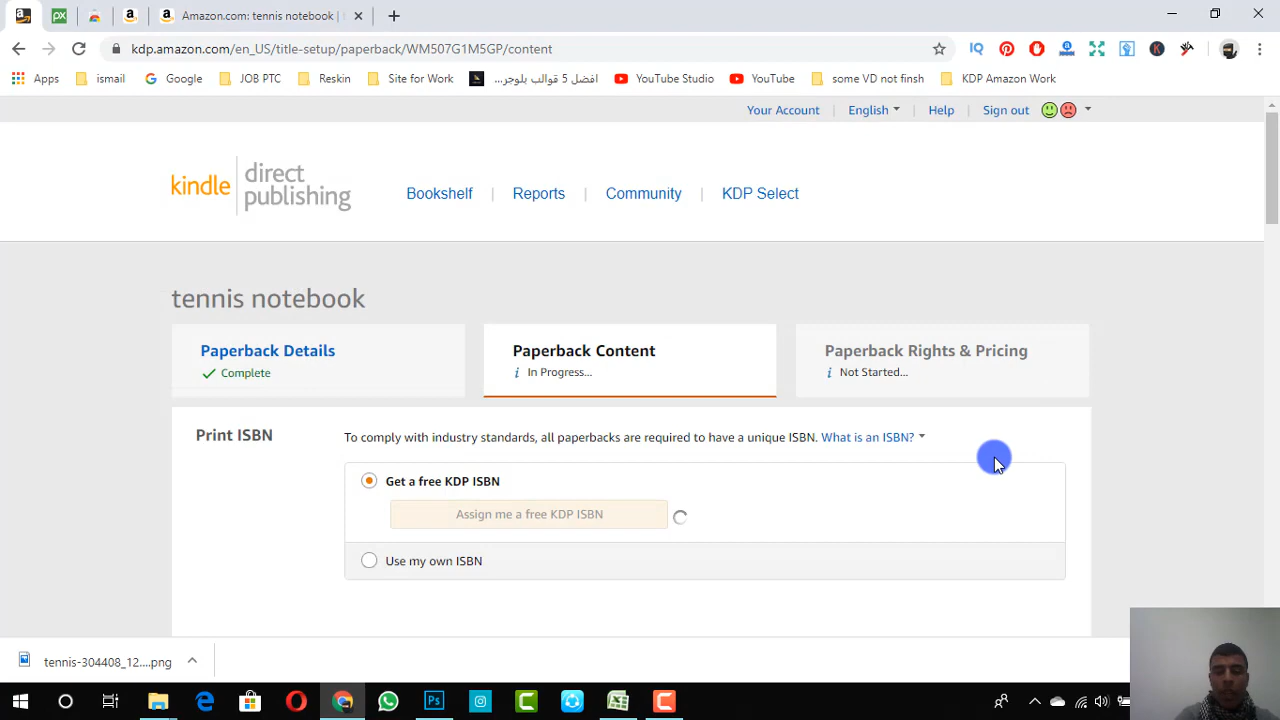 Amazon.com: tennis notebook |
kdp.amazon.com/en_US/title-setup/paperback/WM507G1M5GP/content
Apps
ismail
Google
JOB PTC
Reskin
Site for Work
افضل 5 قوالب بلوجر...
YouTube Studio
YouTube
some VD not finsh
KDP Amazon Work
Your Account
English
Help
Sign out
kindle direct publishing
Bookshelf
Reports
Community
KDP Select
tennis notebook
Paperback Details
Complete
Paperback Content
In Progress...
Paperback Rights & Pricing
Not Started...
Print ISBN
To comply with industry standards, all paperbacks are required to have a unique ISBN. What is an ISBN?
Get a free KDP ISBN
Assign me a free KDP ISBN
Use my own ISBN
tennis-304408_12....png